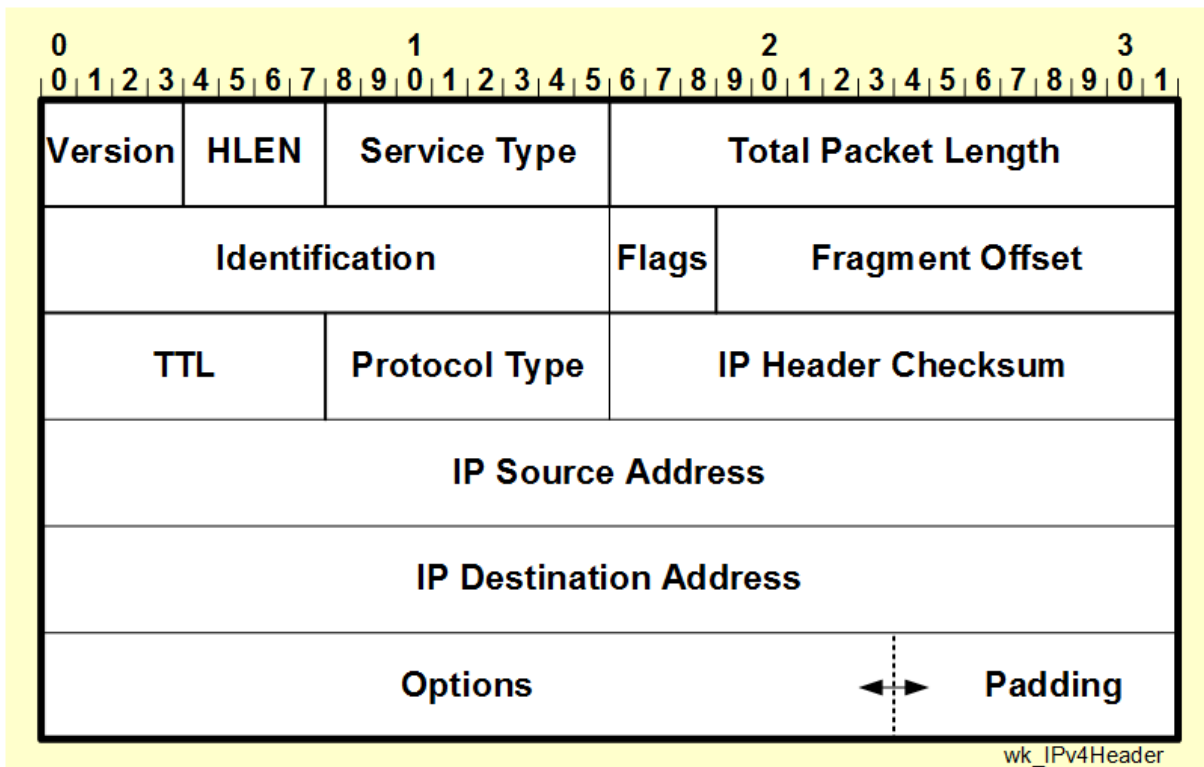 0 1 2 3
0 1 2 3 4 5 6 7 8 9 0 1 2 3 4 5 6 7 8 9 0 1 2 3 4 5 6 7 8 9 0 1
Version HLEN Service Type Total Packet Length
Identification Flags Fragment Offset
TTL Protocol Type IP Header Checksum
IP Source Address
IP Destination Address
Options Padding
wk_IPv4Header